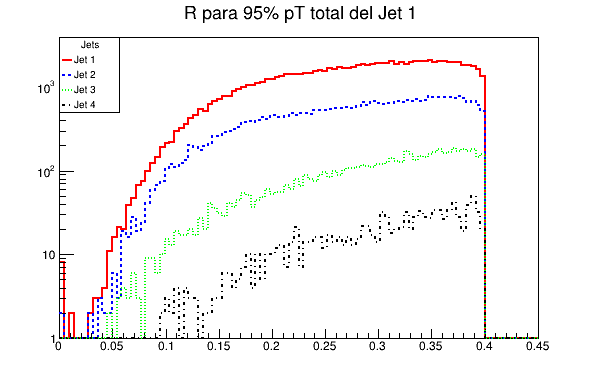 R para 95% pT total del Jet 1
Jets
Jet 1
Jet 2
Jet 3
Jet 4
10³
10²
10
1
0 0.05 0.1 0.15 0.2 0.25 0.3 0.35 0.4 0.45